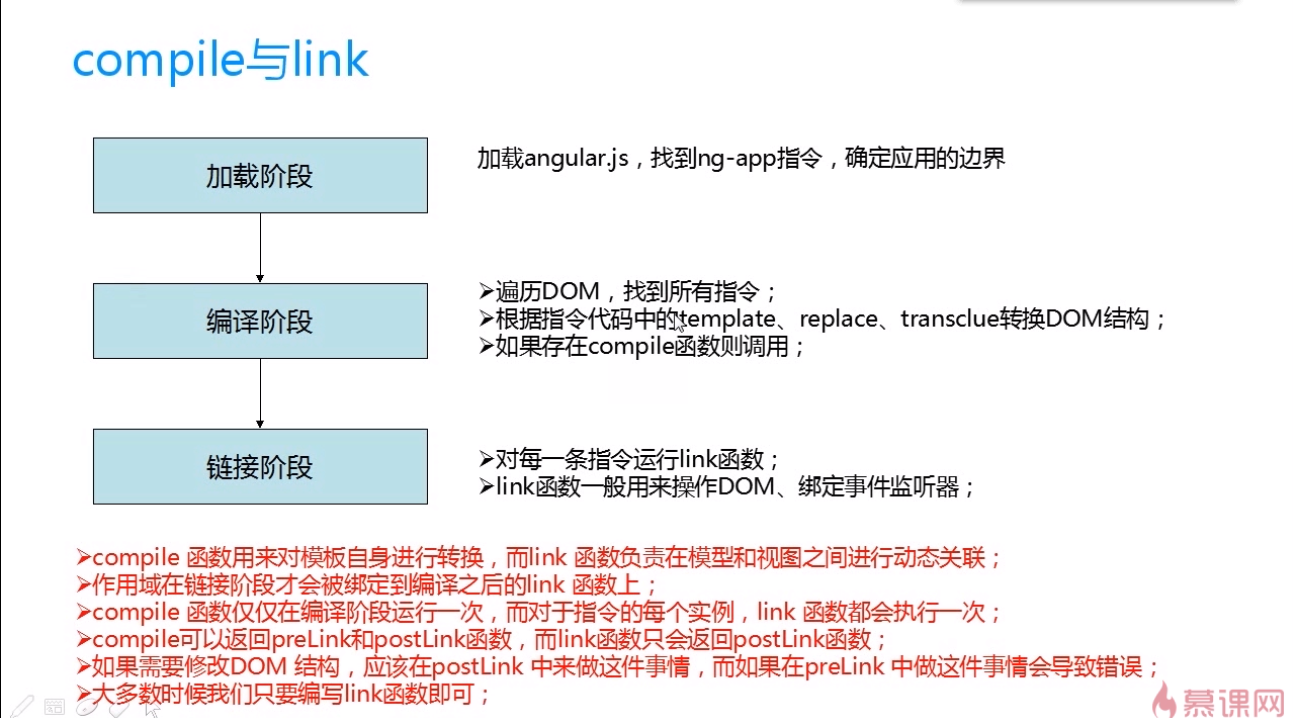 compile与link
加载阶段
加载angular.js，找到ng-app指令，确定应用的边界
编译阶段
➢遍历DOM，找到所有指令；
➢根据指令代码中的template、replace、transclue转换DOM结构；
➢如果存在compile函数则调用；
链接阶段
➢对每一条指令运行link函数；
➢link函数一般用来操作DOM、绑定事件监听器；
➢compile 函数用来对模板自身进行转换，而link 函数负责在模型和视图之间进行动态关联；
➢作用域在链接阶段才会被绑定到编译之后的link 函数上；
➢compile 函数仅仅在编译阶段运行一次，而对于指令的每个实例，link 函数都会执行一次；
➢compile可以返回preLink和postLink函数，而link函数只会返回postLink函数；
➢如果需要修改DOM 结构，应该在postLink 中来做这件事情，而如果在preLink 中做这件事情会导致错误；
➢大多数时候我们只要编写link函数即可；
慕课网